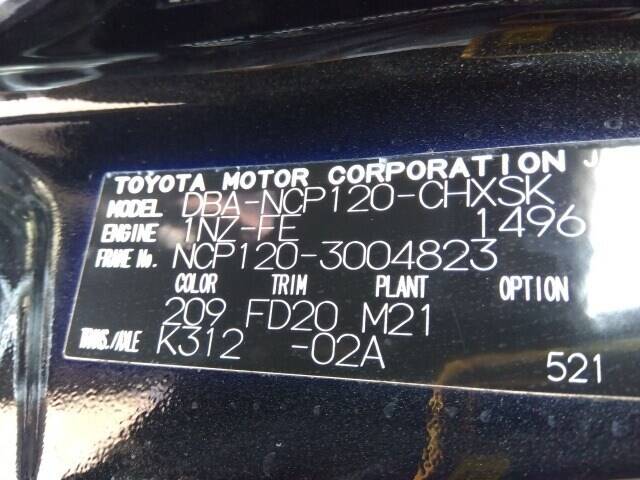 TOYOTA MOTOR CORPORATION J
MODEL DBA-NCP120-CHXSK
ENGINE 1NZ-FE 1496
FRAME No. NCP120-3004823
COLOR TRIM PLANT OPTION
209 FD20 M21
TRANS./AXLE K312 -02A
521